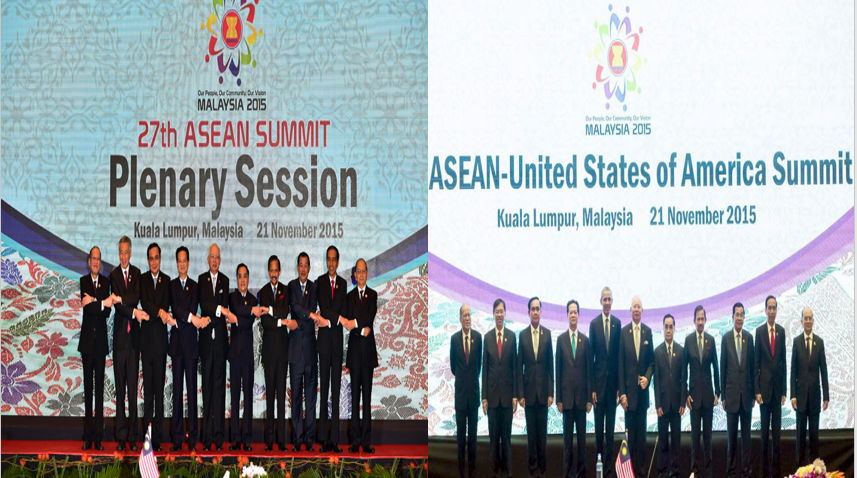 Our People, Our Community, Our Vision
MALAYSIA 2015
27th ASEAN SUMMIT
Plenary Session
Kuala Lumpur, Malaysia 21 November 2015
Our People, Our Community, Our Vision
MALAYSIA 2015
ASEAN-United States of America Summit
Kuala Lumpur, Malaysia 21 November 2015